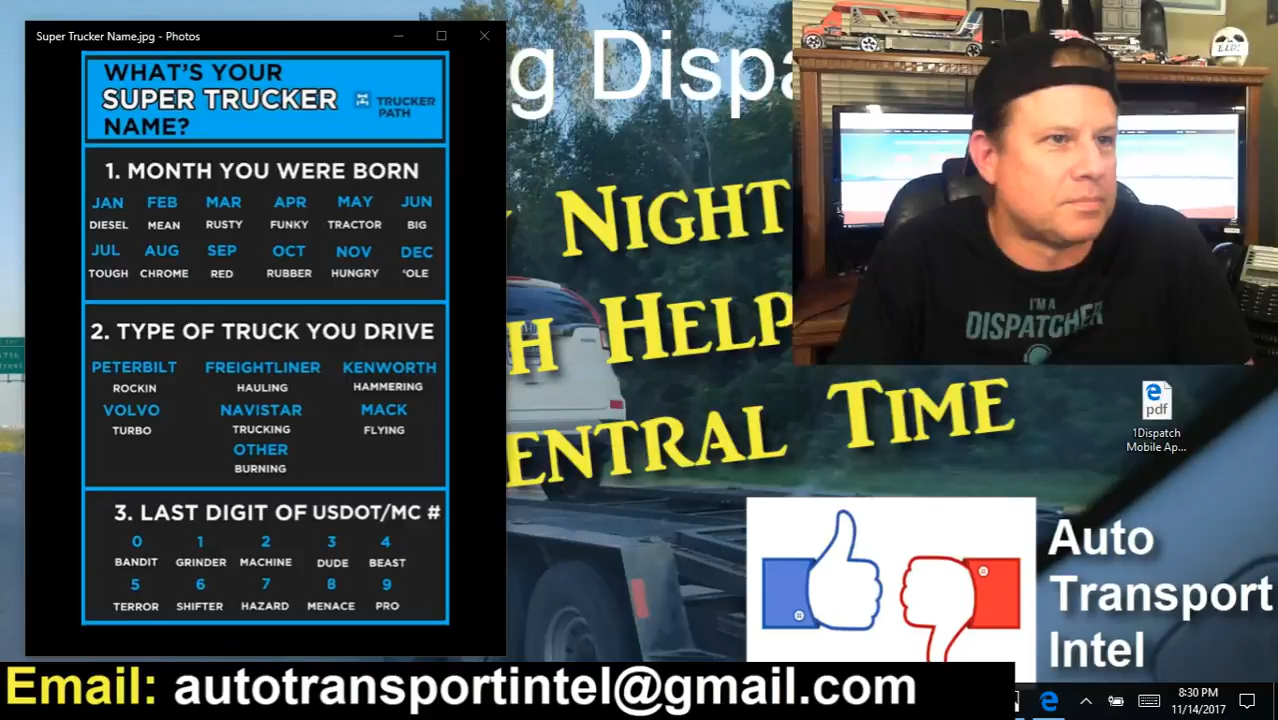 Super Trucker Name.jpg - Photos
WHAT'S YOUR
SUPER TRUCKER
NAME?
TRUCKER
PATH
1. MONTH YOU WERE BORN
JAN FEB MAR APR MAY JUN
DIESEL MEAN RUSTY FUNKY TRACTOR BIG
JUL AUG SEP OCT NOV DEC
TOUGH CHROME RED RUBBER HUNGRY 'OLE
2. TYPE OF TRUCK YOU DRIVE
PETERBILT FREIGHTLINER KENWORTH
ROCKIN HAULING HAMMERING
VOLVO NAVISTAR MACK
TURBO TRUCKING FLYING
OTHER
BURNING
3. LAST DIGIT OF USDOT/MC #
0 1 2 3 4
BANDIT GRINDER MACHINE DUDE BEAST
5 6 7 8 9
TERROR SHIFTER HAZARD MENACE PRO
g Dispa
NIGHT
H HELP
ENTRAL TIME
I'M A
DISPATCHER
pdf
1Dispatch
Mobile Ap...
Auto
Transport
Intel
Email: autotransportintel@gmail.com
8:30 PM
11/14/2017